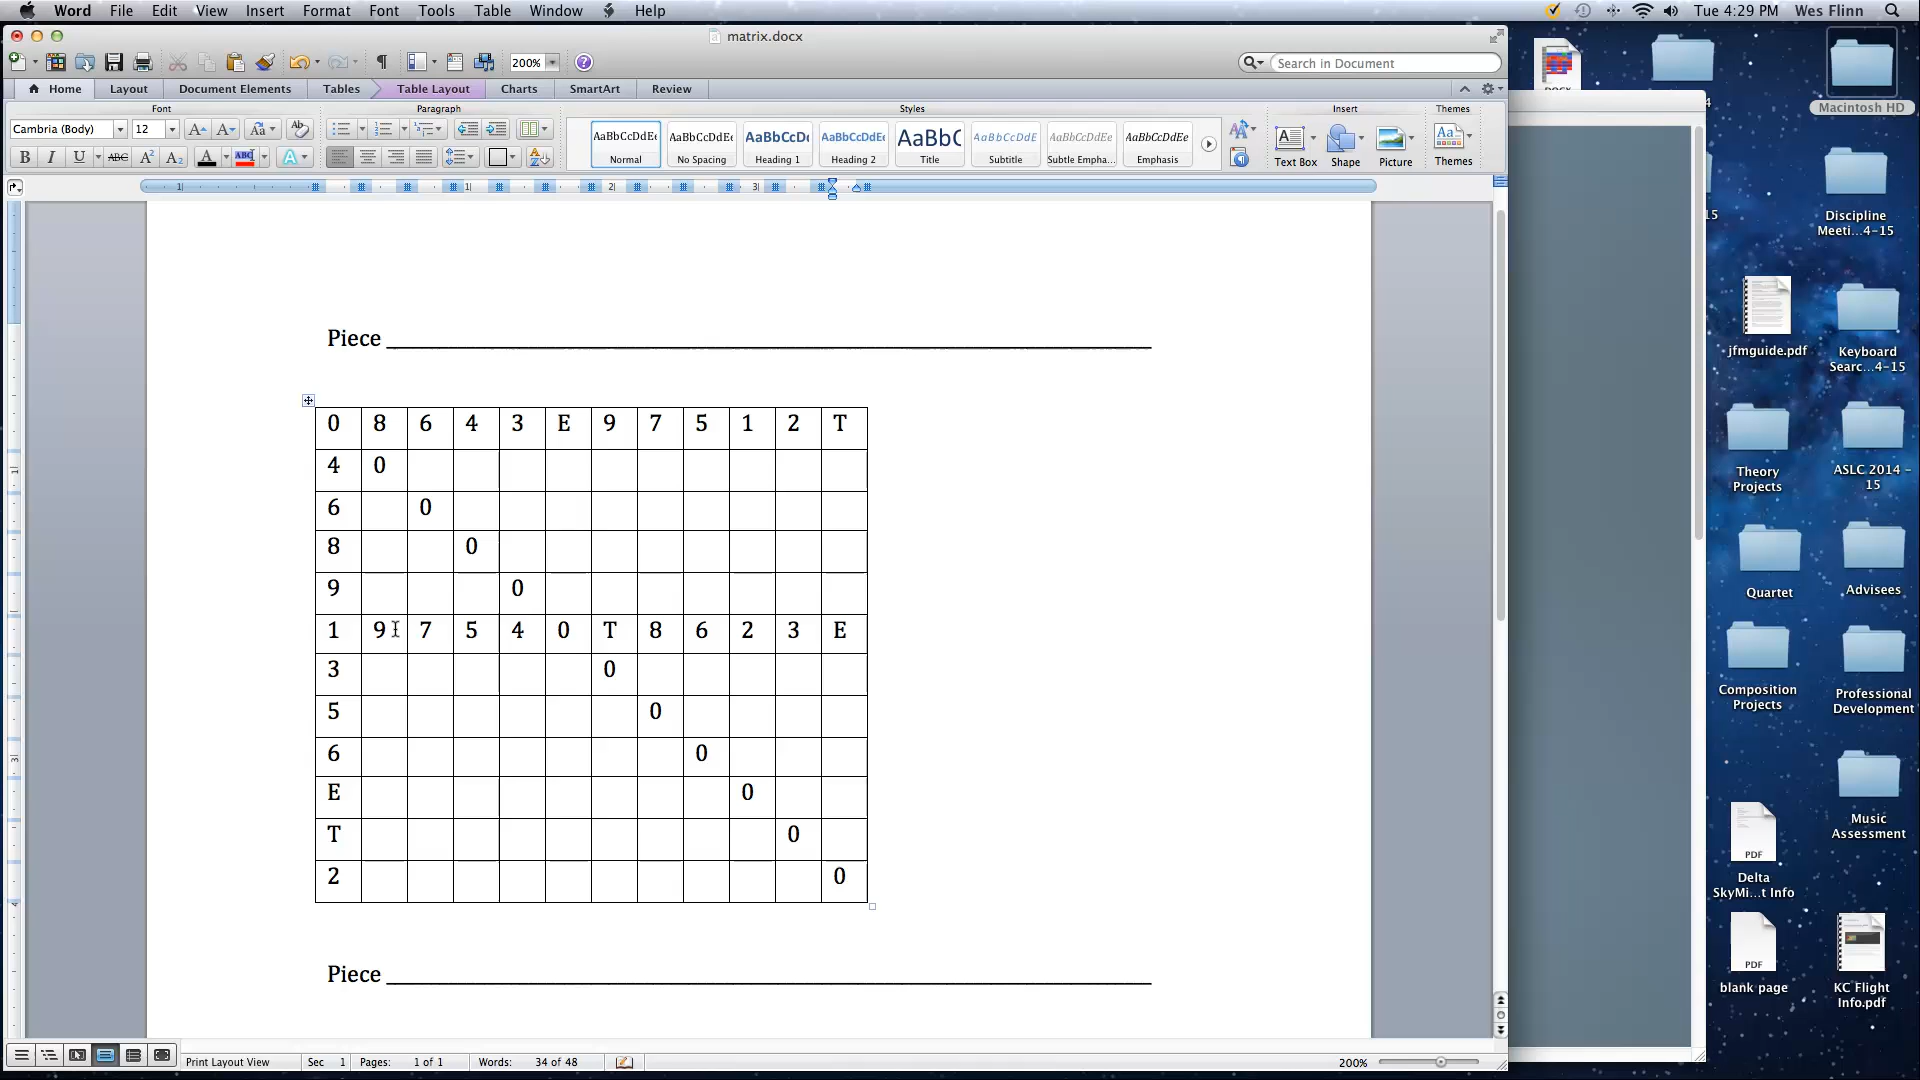 Word File Edit View Insert Format Font Tools Table Window Help Tue 4:29 PM Wes Flinn
matrix.docx
200% Search in Document
Home Layout Document Elements Tables Table Layout Charts SmartArt Review
Font Paragraph Styles Insert Themes
Cambria (Body) 12
AaBbCcDdEe AaBbCcDdEe AaBbCcDc AaBbCcDdEe AaBbC AaBbCcDdE AaBbCcDdEe AaBbCcDdEe
Normal No Spacing Heading 1 Heading 2 Title Subtitle Subtle Empha... Emphasis
Text Box Shape Picture Themes
Piece
0 8 6 4 3 E 9 7 5 1 2 T
4 0
6 0
8 0
9 0
1 9 7 5 4 0 T 8 6 2 3 E
3 0
5 0
6 0
E 0
T 0
2 0
Piece
Print Layout View Sec 1 Pages: 1 of 1 Words: 34 of 48 200%
DOCX
Macintosh HD
Discipline
Meeti...4-15
jfmguide.pdf
Keyboard
Searc...4-15
Theory
Projects
ASLC 2014 -
15
Quartet
Advisees
Composition
Projects
Professional
Development
Music
Assessment
PDF
Delta
SkyMi...t Info
PDF
blank page
KC Flight
Info.pdf